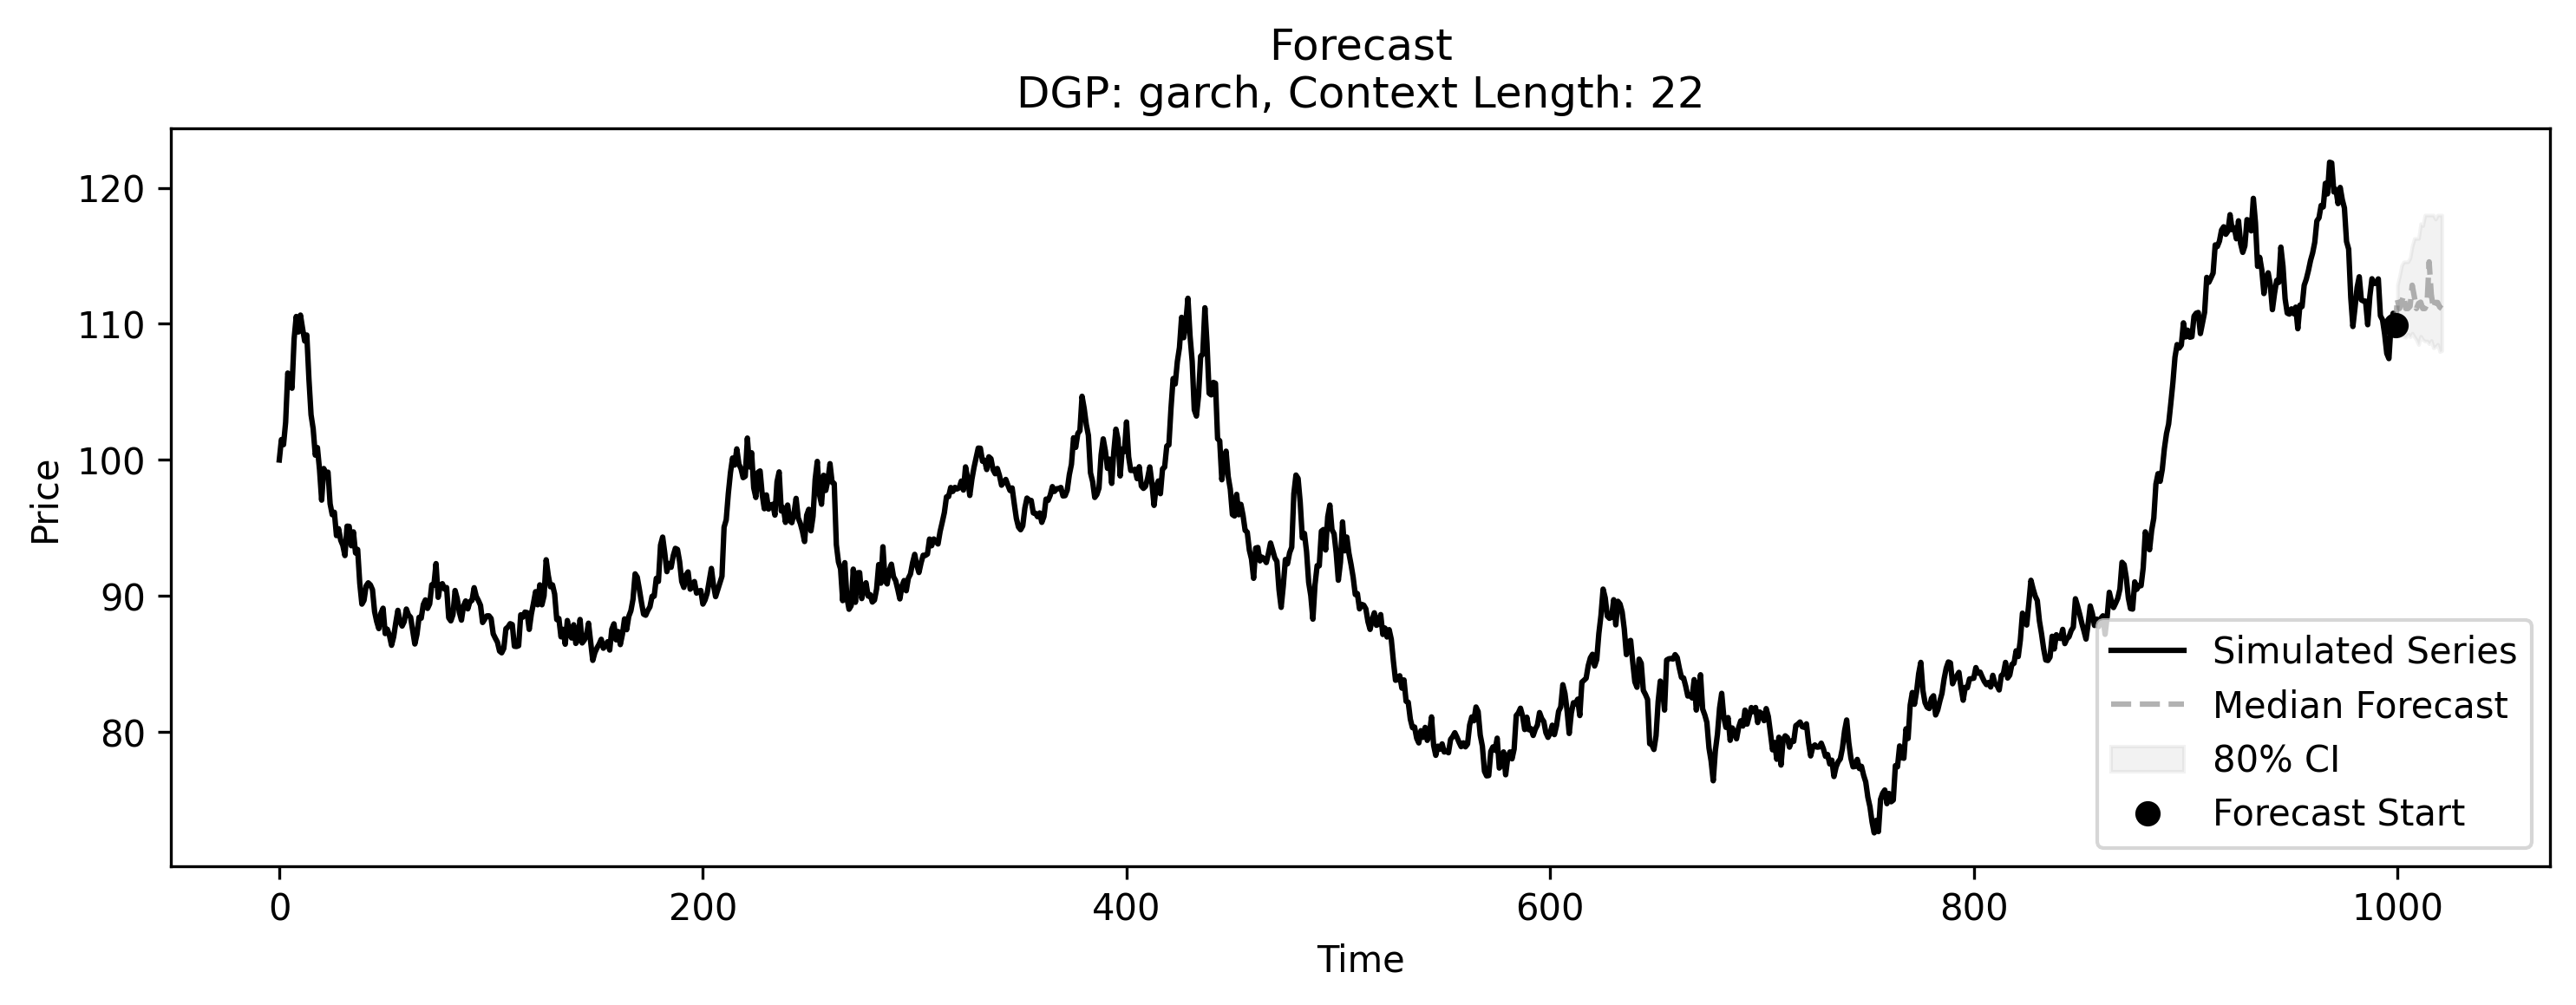 Forecast
DGP: garch, Context Length: 22
Price
120
110
100
90
80
0
200
400
600
800
1000
Time
Simulated Series
Median Forecast
80% CI
Forecast Start